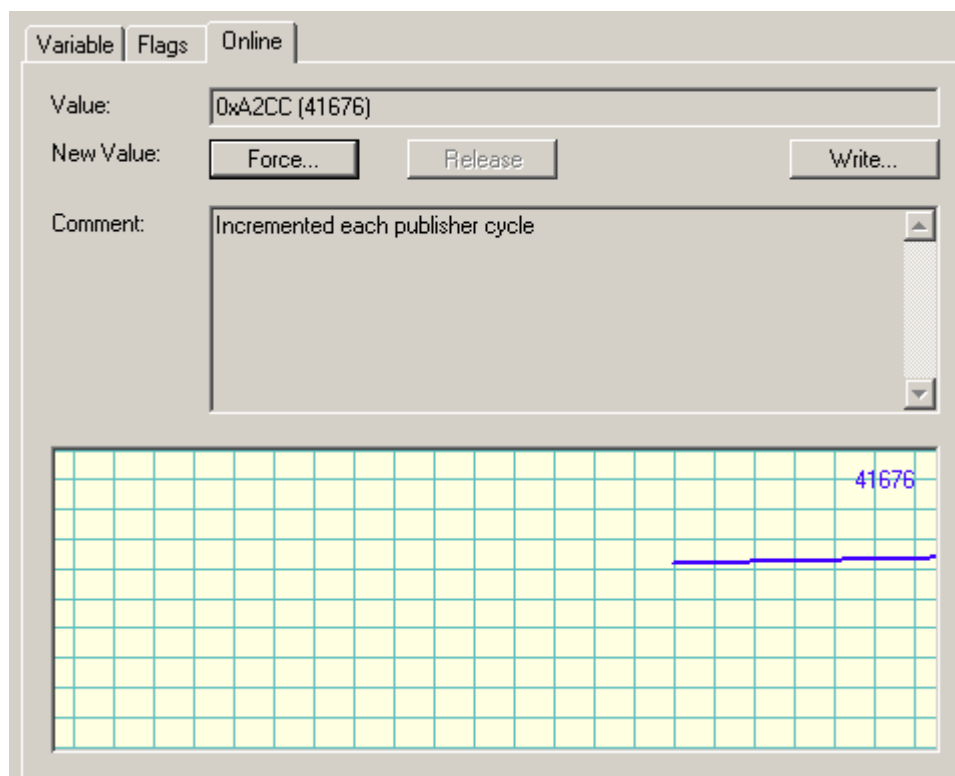 Variable Flags Online
Value: 0xA2CC (41676)
New Value: Force... Release Write...
Comment: Incremented each publisher cycle
41676